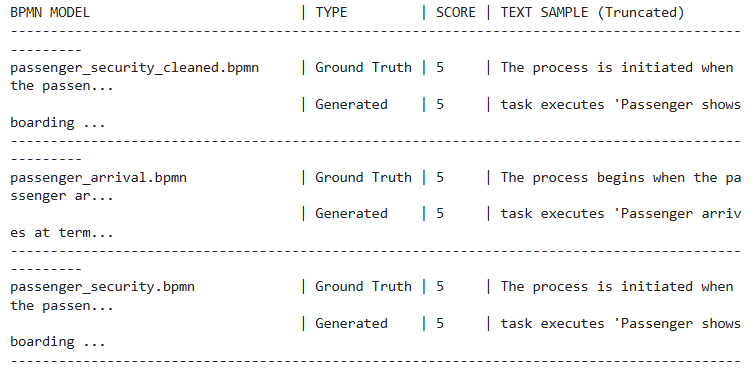 BPMN MODEL | TYPE | SCORE | TEXT SAMPLE (Truncated)
------------------------------------------------------------------------------------------
---------
passenger_security_cleaned.bpmn | Ground Truth | 5 | The process is initiated when
the passen...
| Generated | 5 | task executes 'Passenger shows
boarding ...
------------------------------------------------------------------------------------------
---------
passenger_arrival.bpmn | Ground Truth | 5 | The process begins when the pa
ssenger ar...
| Generated | 5 | task executes 'Passenger arriv
es at term...
------------------------------------------------------------------------------------------
---------
passenger_security.bpmn | Ground Truth | 5 | The process is initiated when
the passen...
| Generated | 5 | task executes 'Passenger shows
boarding ...
------------------------------------------------------------------------------------------